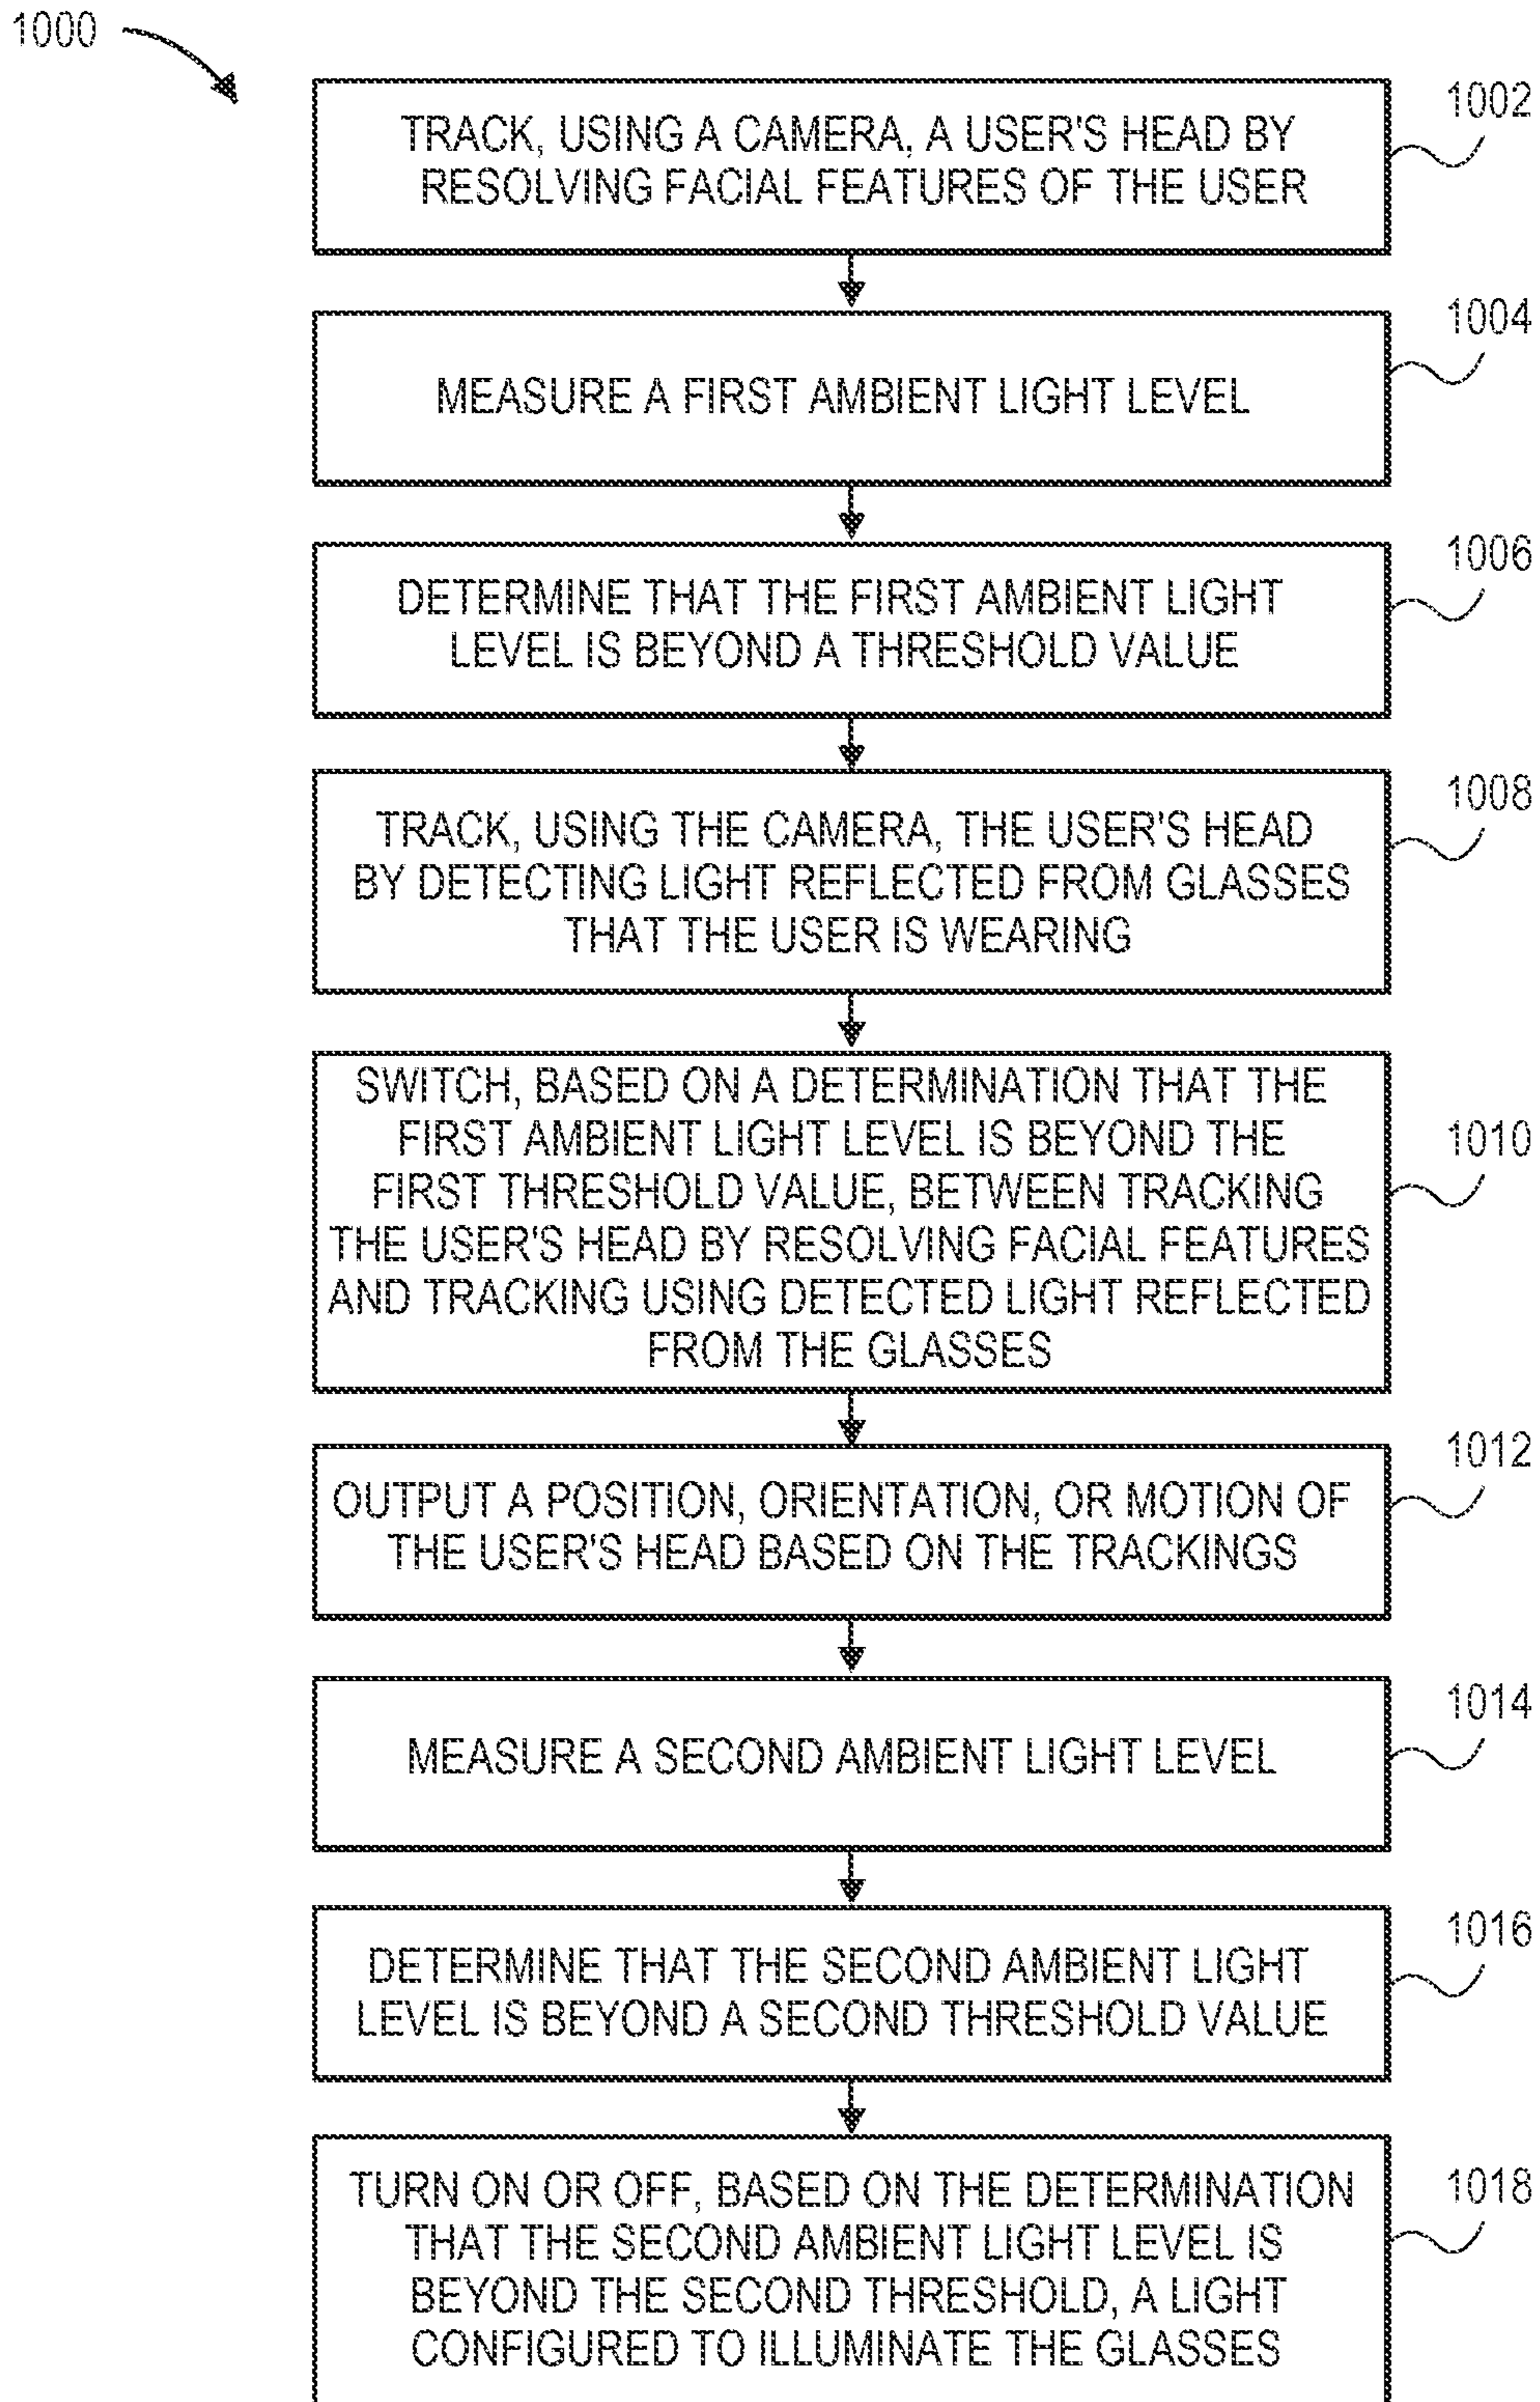 1000
1002
TRACK, USING A CAMERA, A USER'S HEAD BY
RESOLVING FACIAL FEATURES OF THE USER
1004
MEASURE A FIRST AMBIENT LIGHT LEVEL
1006
DETERMINE THAT THE FIRST AMBIENT LIGHT
LEVEL IS BEYOND A THRESHOLD VALUE
1008
TRACK, USING THE CAMERA, THE USER'S HEAD
BY DETECTING LIGHT REFLECTED FROM GLASSES
THAT THE USER IS WEARING
SWITCH, BASED ON A DETERMINATION THAT THE
FIRST AMBIENT LIGHT LEVEL IS BEYOND THE
1010
FIRST THRESHOLD VALUE, BETWEEN TRACKING
THE USER'S HEAD BY RESOLVING FACIAL FEATURES
AND TRACKING USING DETECTED LIGHT REFLECTED
FROM THE GLASSES
1012
OUTPUT A POSITION, ORIENTATION, OR MOTION OF
THE USER'S HEAD BASED ON THE TRACKINGS
1014
MEASURE A SECOND AMBIENT LIGHT LEVEL
1016
DETERMINE THAT THE SECOND AMBIENT LIGHT
LEVEL IS BEYOND A SECOND THRESHOLD VALUE
1018
TURN ON OR OFF, BASED ON THE DETERMINATION
THAT THE SECOND AMBIENT LIGHT LEVEL IS
BEYOND THE SECOND THRESHOLD, A LIGHT
CONFIGURED TO ILLUMINATE THE GLASSES